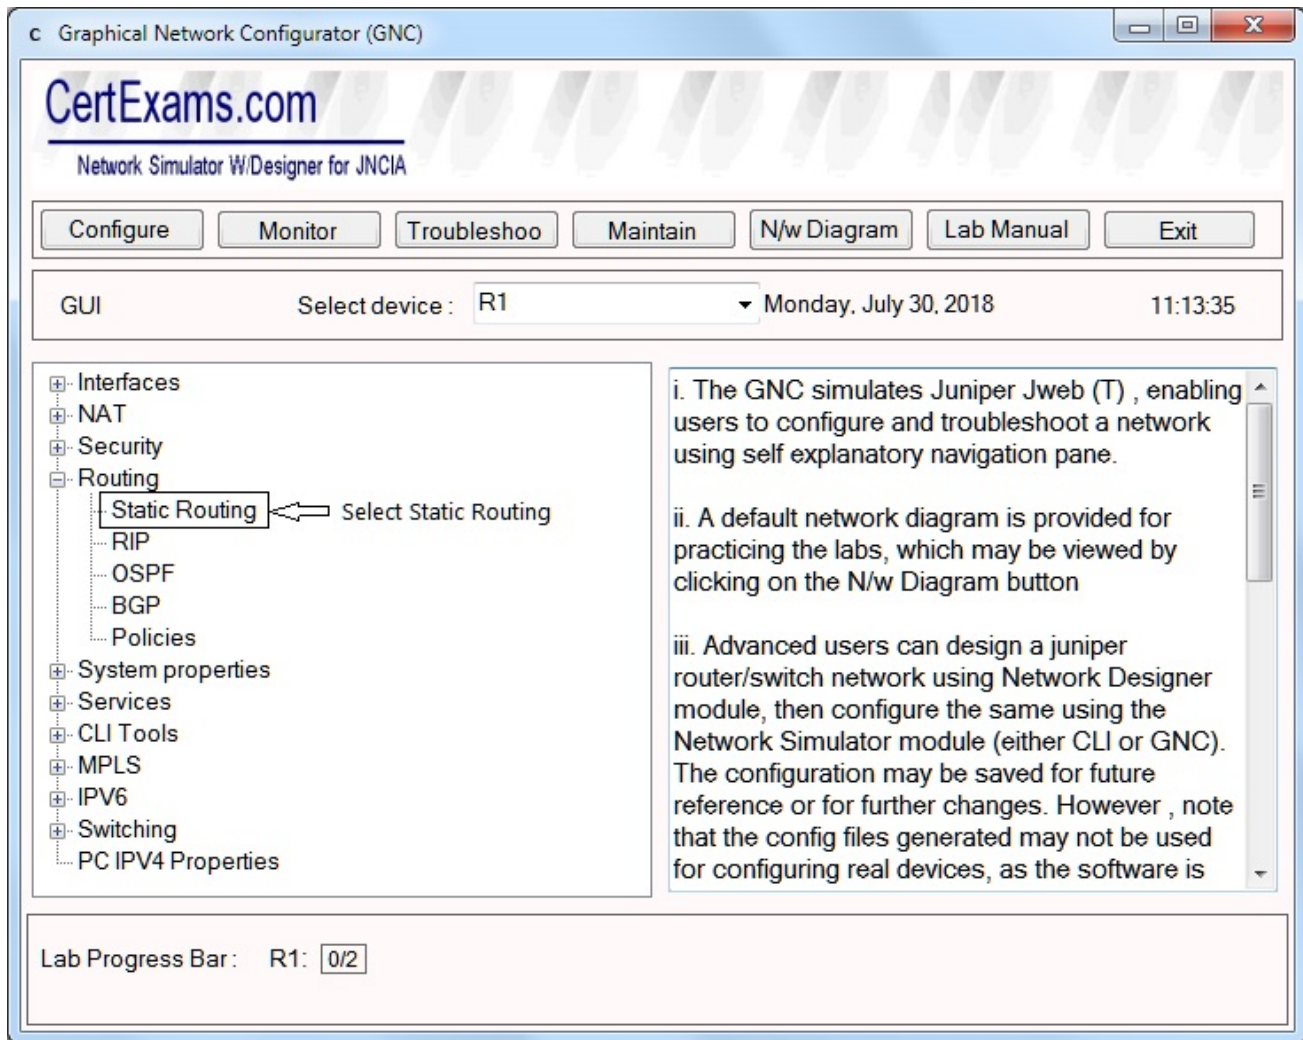 C Graphical Network Configurator (GNC)
CertExams.com
Network Simulator W/Designer for JNCIA
Configure Monitor Troubleshoo Maintain N/w Diagram Lab Manual Exit
GUI Select device : R1 Monday, July 30, 2018 11:13:35
Interfaces
NAT
Security
Routing
Static Routing Select Static Routing
RIP
OSPF
BGP
Policies
System properties
Services
CLI Tools
MPLS
IPV6
Switching
PC IPV4 Properties
i. The GNC simulates Juniper Jweb (T) , enabling
users to configure and troubleshoot a network
using self explanatory navigation pane.
ii. A default network diagram is provided for
practicing the labs, which may be viewed by
clicking on the N/w Diagram button
iii. Advanced users can design a juniper
router/switch network using Network Designer
module, then configure the same using the
Network Simulator module (either CLI or GNC).
The configuration may be saved for future
reference or for further changes. However , note
that the config files generated may not be used
for configuring real devices, as the software is
Lab Progress Bar : R1: 0/2